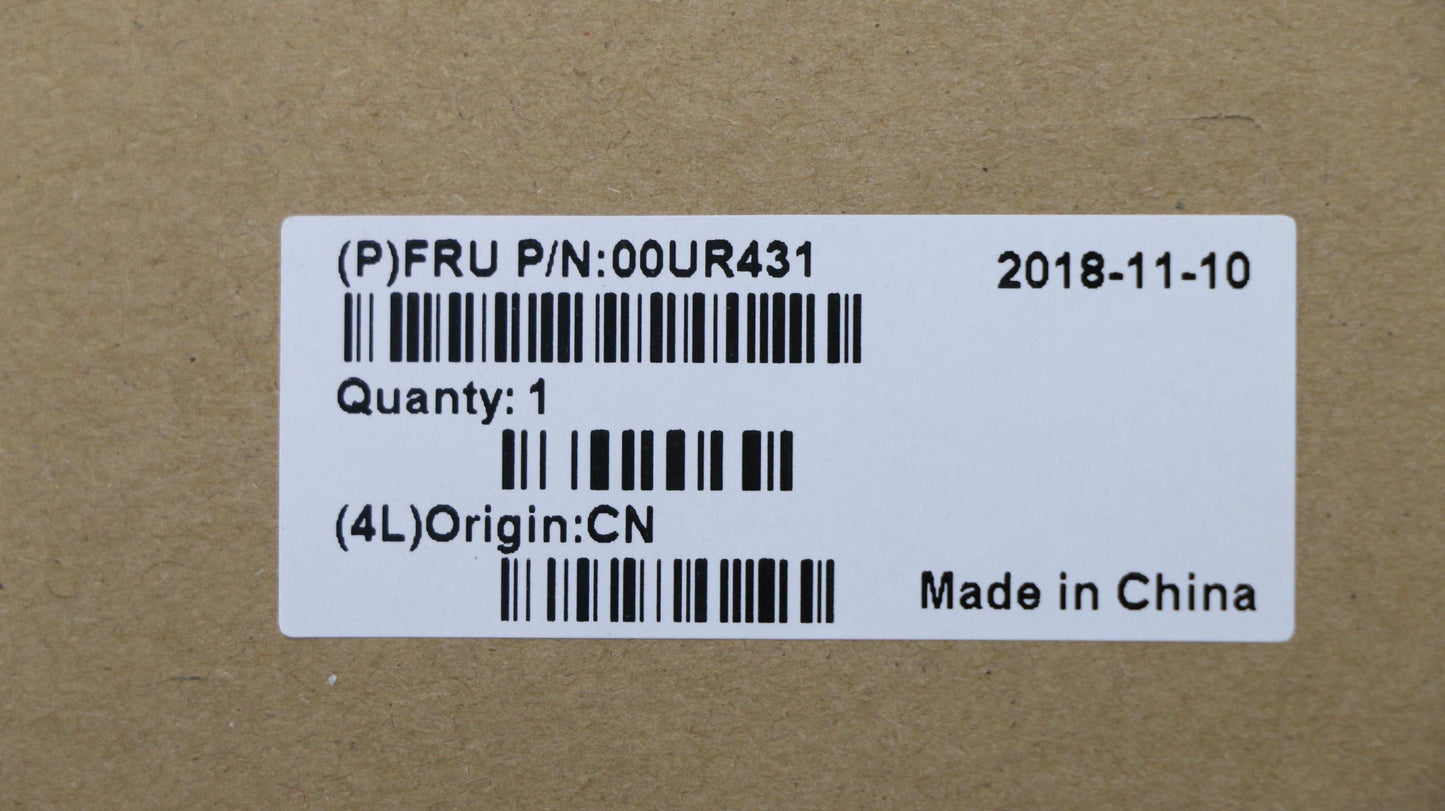 (P)FRU P/N:00UR431
2018-11-10
Quanty: 1
(4L)Origin:CN
Made in China